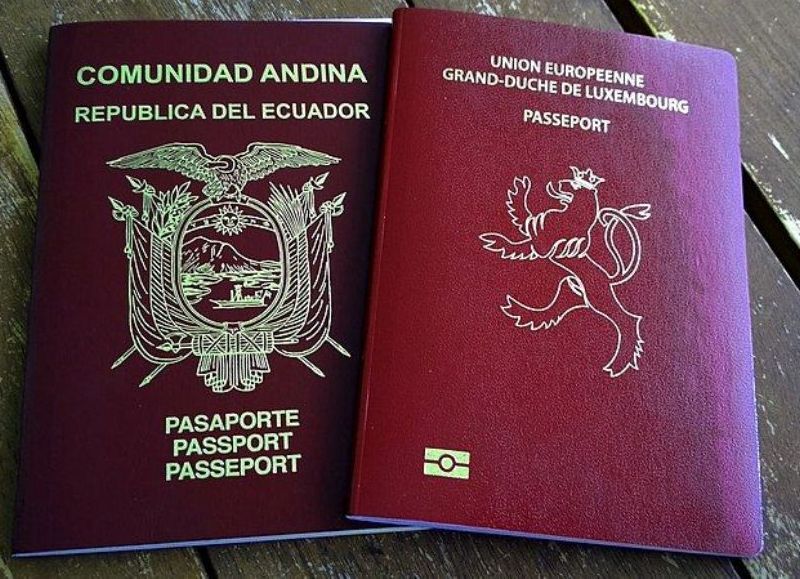 COMUNIDAD ANDINA
REPUBLICA DEL ECUADOR
PASAPORTE
PASSPORT
PASSEPORT
UNION EUROPEENNE
GRAND-DUCHE DE LUXEMBOURG
PASSEPORT